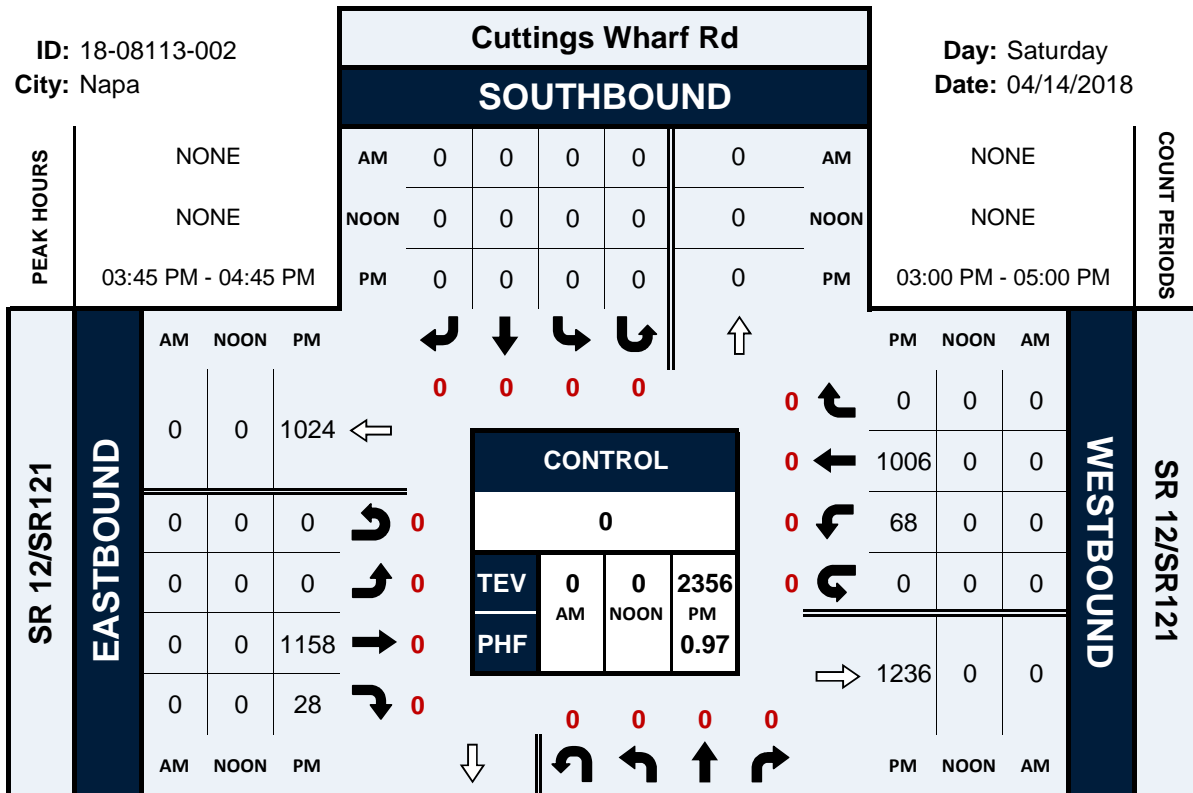 ID: 18-08113-002
City: Napa
Cuttings Wharf Rd
SOUTHBOUND
Day: Saturday
Date: 04/14/2018
PEAK HOURS
NONE
NONE
03:45 PM - 04:45 PM
AM 0 0 0 0 0 AM
NOON 0 0 0 0 0 NOON
PM 0 0 0 0 0 PM
NONE
NONE
03:00 PM - 05:00 PM
COUNT PERIODS
SR 12/SR121
EASTBOUND
AM NOON PM
0 0 1024
0 0 0 0
0 0 0 0
0 0 1158 0
0 0 28 0
AM NOON PM
0 0 0 0
CONTROL
0
TEV 0 0 2356
AM NOON PM
PHF 0.97
0 0 0 0
PM NOON AM
0 0 0 0
0 1006 0 0
0 68 0 0
0 0 0 0
1236 0 0
PM NOON AM
WESTBOUND
SR 12/SR121